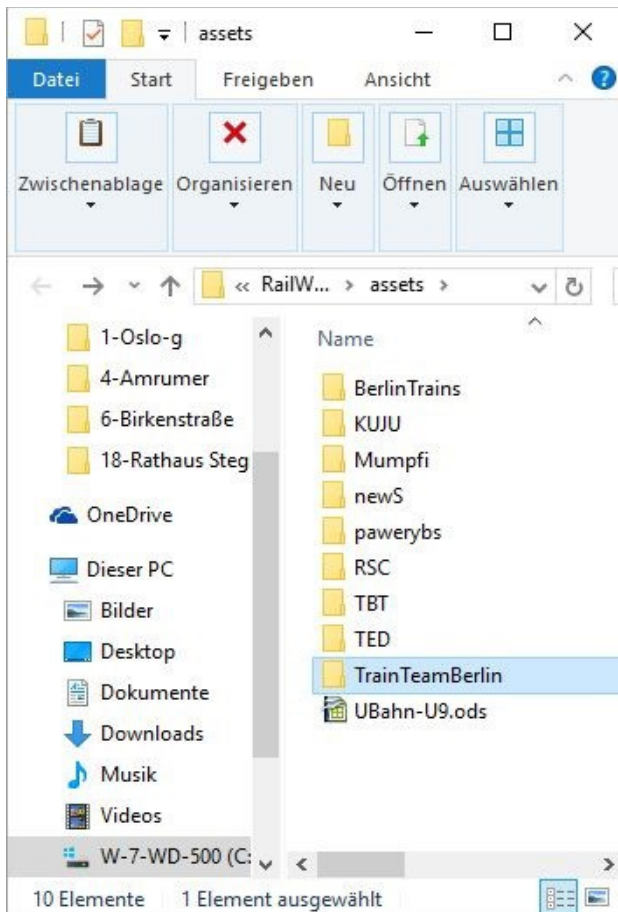 assets
Datei Start Freigeben Ansicht
Zwischenablage Organisieren Neu Öffnen Auswählen
« RailW... > assets >
1-Oslo-g
4-Amrumer
6-Birkenstraße
18-Rathaus Steg
OneDrive
Dieser PC
Bilder
Desktop
Dokumente
Downloads
Musik
Videos
W-7-WD-500 (C:
Name
BerlinTrains
KUJU
Mumpfi
newS
pawerybs
RSC
TBT
TED
TrainTeamBerlin
UBahn-U9.ods
10 Elemente 1 Element ausgewählt